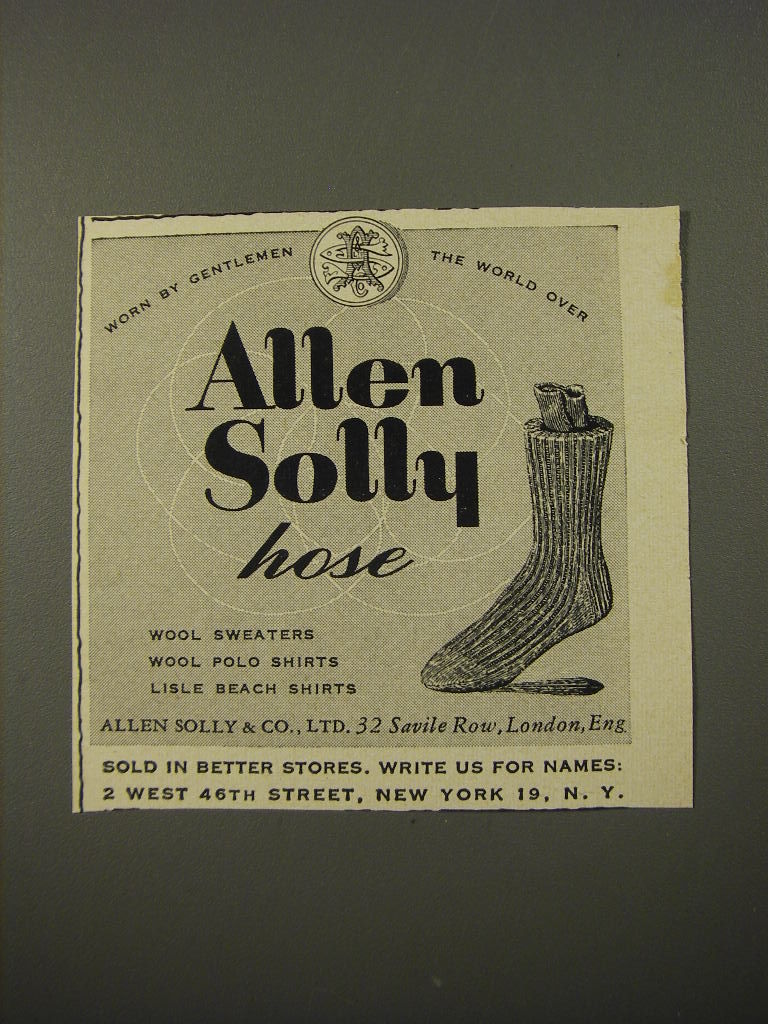 WORN BY GENTLEMEN THE WORLD OVER
Allen
Solly
hose
WOOL SWEATERS
WOOL POLO SHIRTS
LISLE BEACH SHIRTS
ALLEN SOLLY & CO., LTD. 32 Savile Row, London, Eng.
SOLD IN BETTER STORES. WRITE US FOR NAMES:
2 WEST 46TH STREET, NEW YORK 19, N. Y.